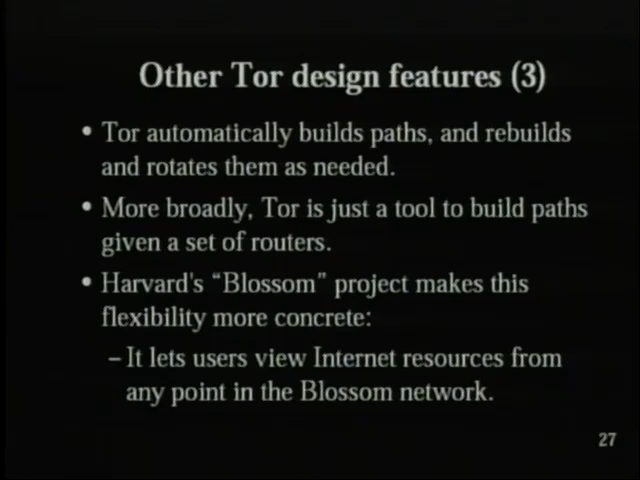 Other Tor design features (3)
• Tor automatically builds paths, and rebuilds
and rotates them as needed.
• More broadly, Tor is just a tool to build paths
given a set of routers.
• Harvard's “Blossom” project makes this
flexibility more concrete:
– It lets users view Internet resources from
any point in the Blossom network.
27